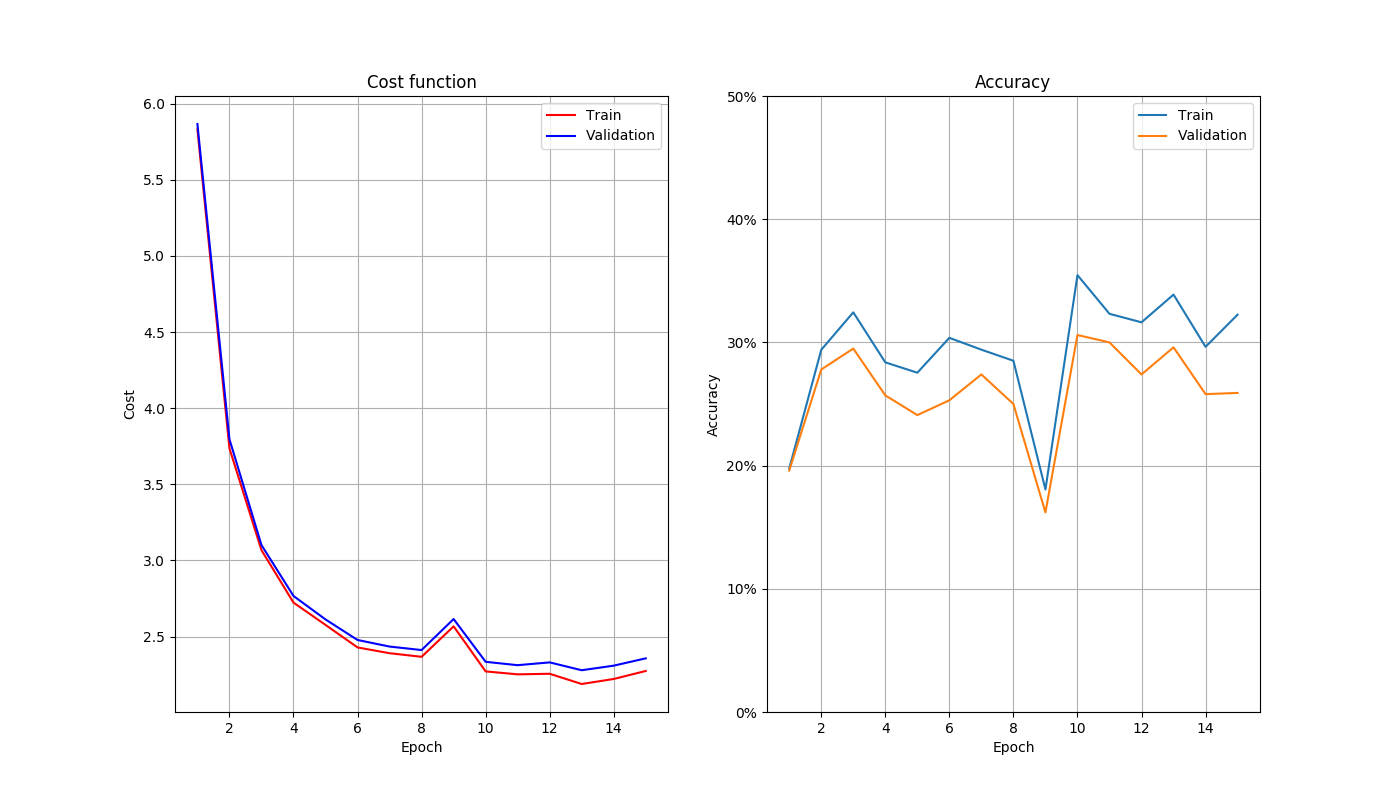 Cost function
6.0
5.5
5.0
4.5
4.0
3.5
3.0
2.5
Cost
2 4 6 8 10 12 14
Epoch
Train
Validation
Accuracy
50%
40%
30%
20%
10%
0%
Accuracy
2 4 6 8 10 12 14
Epoch
Train
Validation